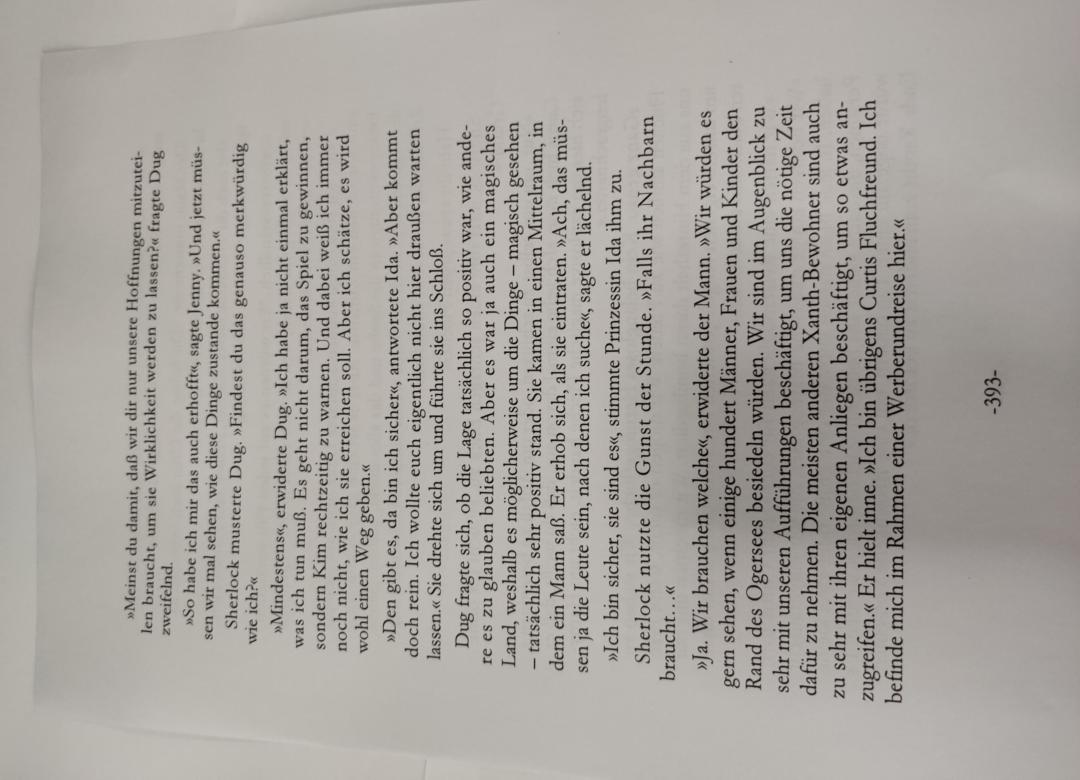 »Meinst du damit, daß wir dir nur unsere Hoffnungen mitzutei-
len braucht, um sie Wirklichkeit werden zu lassen?« fragte Dug
zweifelnd.
»So habe ich mir das auch erhofft«, sagte Jenny. »Und jetzt müs-
sen wir mal sehen, wie diese Dinge zustande kommen.«
Sherlock musterte Dug. »Findest du das genauso merkwürdig
wie ich?«
»Mindestens«, erwiderte Dug. »Ich habe ja nicht einmal erklärt,
was ich tun muß. Es geht nicht darum, das Spiel zu gewinnen,
sondern Kim rechtzeitig zu warnen. Und dabei weiß ich immer
noch nicht, wie ich sie erreichen soll. Aber ich schätze, es wird
wohl einen Weg geben.«
»Den gibt es, da bin ich sicher«, antwortete Ida. »Aber kommt
doch rein. Ich wollte euch eigentlich nicht hier draußen warten
lassen.« Sie drehte sich um und führte sie ins Schloß.
Dug fragte sich, ob die Lage tatsächlich so positiv war, wie ande-
re es zu glauben beliebten. Aber es war ja auch ein magisches
Land, weshalb es möglicherweise um die Dinge – magisch gesehen
– tatsächlich sehr positiv stand. Sie kamen in einen Mittelraum, in
dem ein Mann saß. Er erhob sich, als sie eintraten. »Ach, das müs-
sen ja die Leute sein, nach denen ich suche«, sagte er lächelnd.
»Ich bin sicher, sie sind es«, stimmte Prinzessin Ida ihm zu.
Sherlock nutzte die Gunst der Stunde. »Falls ihr Nachbarn
braucht…«
»Ja. Wir brauchen welche«, erwiderte der Mann. »Wir würden es
gern sehen, wenn einige hundert Männer, Frauen und Kinder den
Rand des Ogersees besiedeln würden. Wir sind im Augenblick zu
sehr mit unseren Aufführungen beschäftigt, um uns die nötige Zeit
dafür zu nehmen. Die meisten anderen Xanth-Bewohner sind auch
zu sehr mit ihren eigenen Anliegen beschäftigt, um so etwas an-
zugreifen.« Er hielt inne. »Ich bin übrigens Curtis Fluchfreund. Ich
befinde mich im Rahmen einer Werberundreise hier.«
-393-